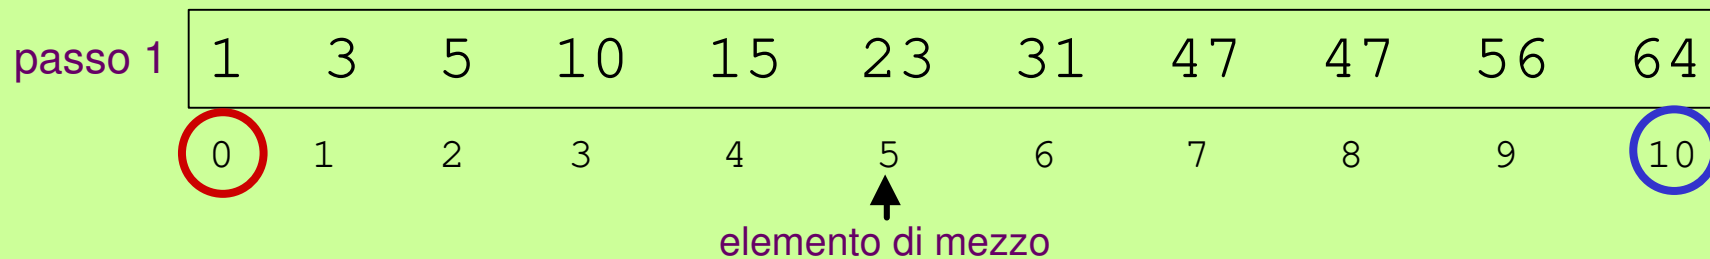 passo 1 1 3 5 10 15 23 31 47 47 56 64
0 1 2 3 4 5 6 7 8 9 10
elemento di mezzo